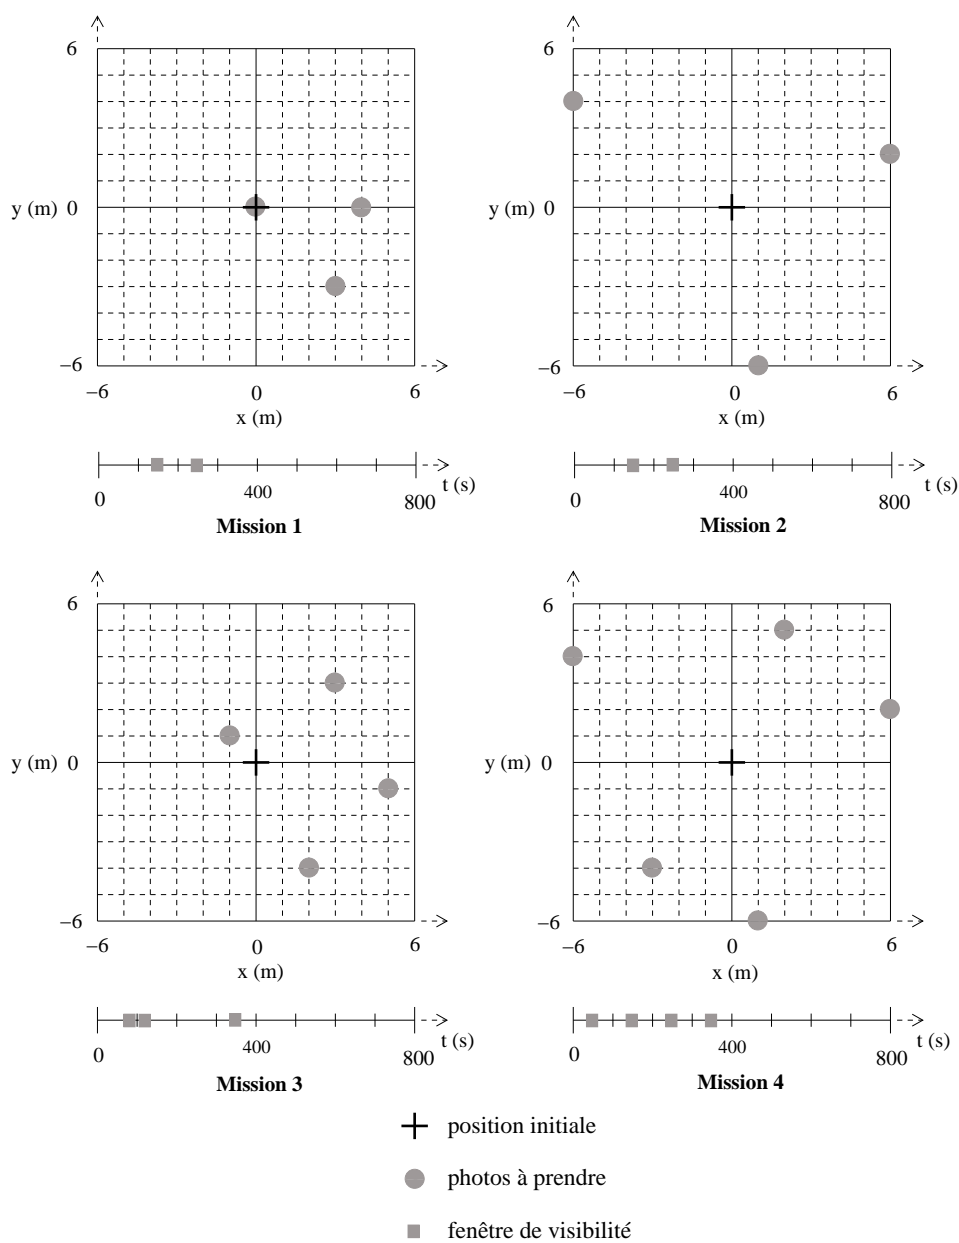 6
6
y (m) 0
y (m) 0
−6
−6
−6 0 6
−6 0 6
x (m)
x (m)
0 400 800 t (s)
0 400 800 t (s)
Mission 1
Mission 2
6
6
y (m) 0
y (m) 0
−6
−6
−6 0 6
−6 0 6
x (m)
x (m)
0 400 800 t (s)
0 400 800 t (s)
Mission 3
Mission 4
position initiale
photos à prendre
fenêtre de visibilité